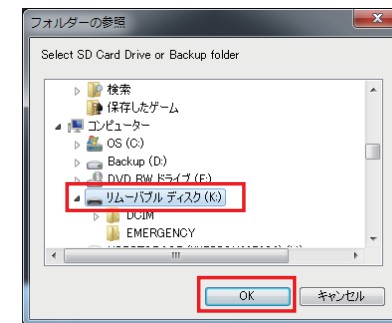 フォルダーの参照
Select SD Card Drive or Backup folder
検索
保存したゲーム
コンピューター
OS (C:)
Backup (D:)
DVD RW ドライブ (E:)
リムーバブル ディスク (K:)
DCIM
EMERGENCY
OK
キャンセル